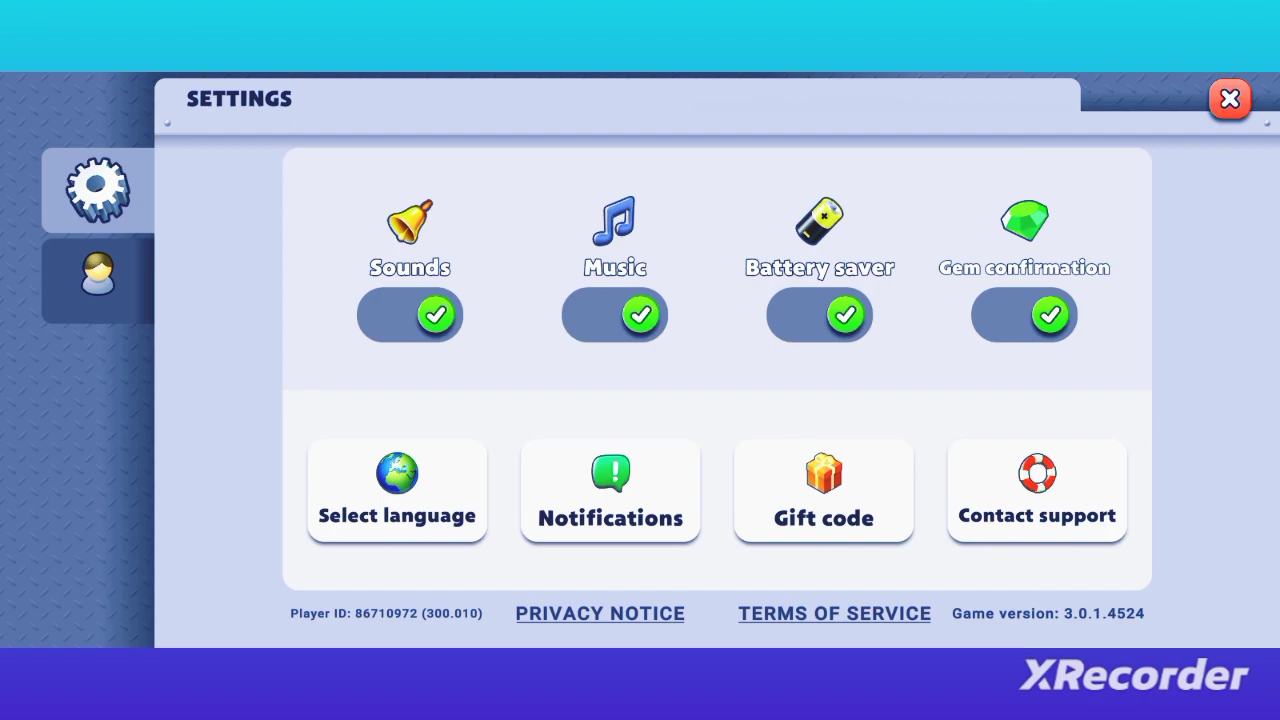 SETTINGS
Sounds
Music
Battery saver
Gem confirmation
Select language
Notifications
Gift code
Contact support
Player ID: 86710972 (300.010)
PRIVACY NOTICE
TERMS OF SERVICE
Game version: 3.0.1.4524
XRecorder